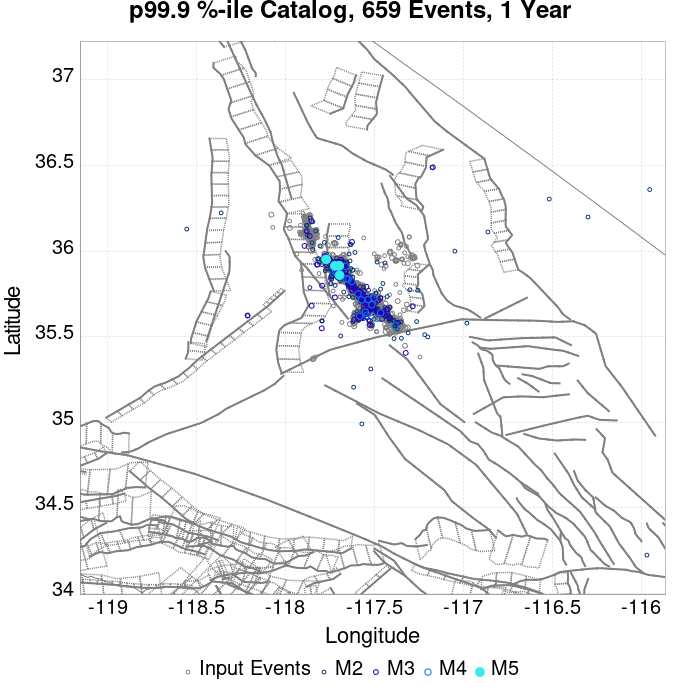 p99.9 %-ile Catalog, 659 Events, 1 Year
37
36.5
36
35.5
35
34.5
34
Latitude
-119 -118.5 -118 -117.5 -117 -116.5 -116
Longitude
Input Events M2 M3 M4 M5